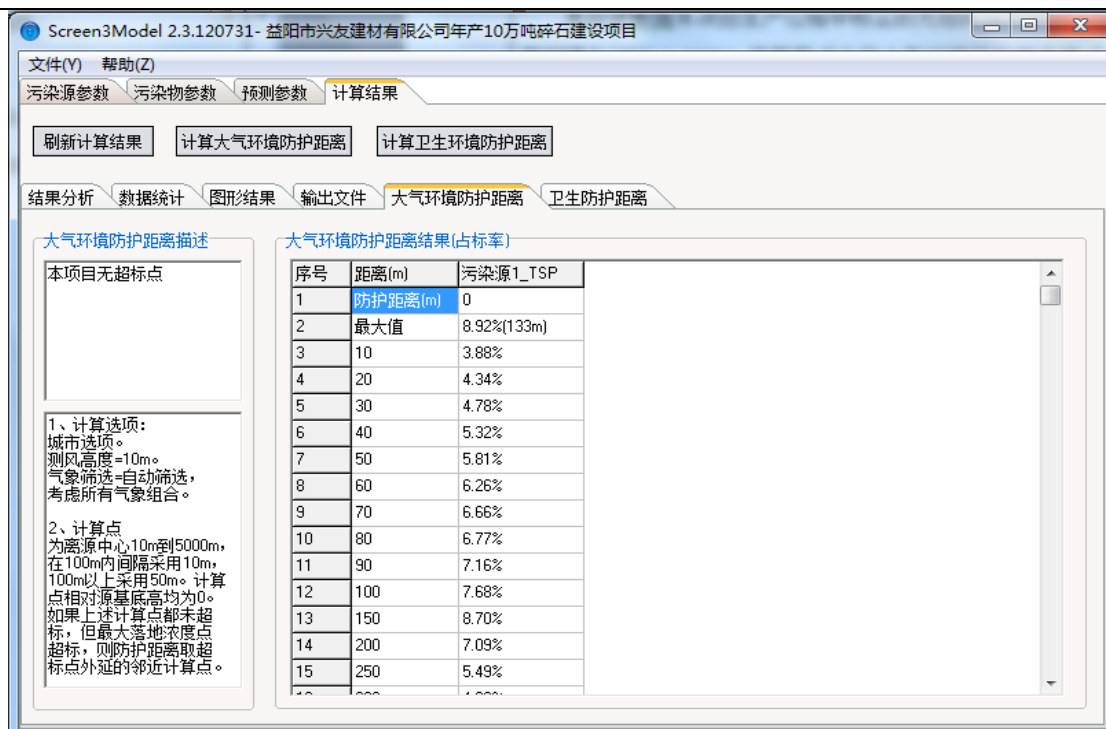 Screen3Model 2.3.120731- 益阳市兴友建材有限公司年产10万吨碎石建设项目
文件(Y) 帮助(Z)
污染源参数 污染物参数 预测参数 计算结果
刷新计算结果 计算大气环境防护距离 计算卫生环境防护距离
结果分析 数据统计 图形结果 输出文件 大气环境防护距离 卫生防护距离
大气环境防护距离描述
本项目无超标点
1、计算选项：
城市选项。
测风高度=10m。
气象筛选=自动筛选，
考虑所有气象组合。
2、计算点
为离源中心10m到5000m，
在100m内间隔采用10m，
100m以上采用50m。计算
点相对源基底高均为0。
如果上述计算点都未超
标，但最大落地浓度点
超标，则防护距离取超
标点外延的邻近计算点。
大气环境防护距离结果(占标率)
序号 距离(m) 污染源1_TSP
1 防护距离(m) 0
2 最大值 8.92%(133m)
3 10 3.88%
4 20 4.34%
5 30 4.78%
6 40 5.32%
7 50 5.81%
8 60 6.26%
9 70 6.66%
10 80 6.77%
11 90 7.16%
12 100 7.68%
13 150 8.70%
14 200 7.09%
15 250 5.49%